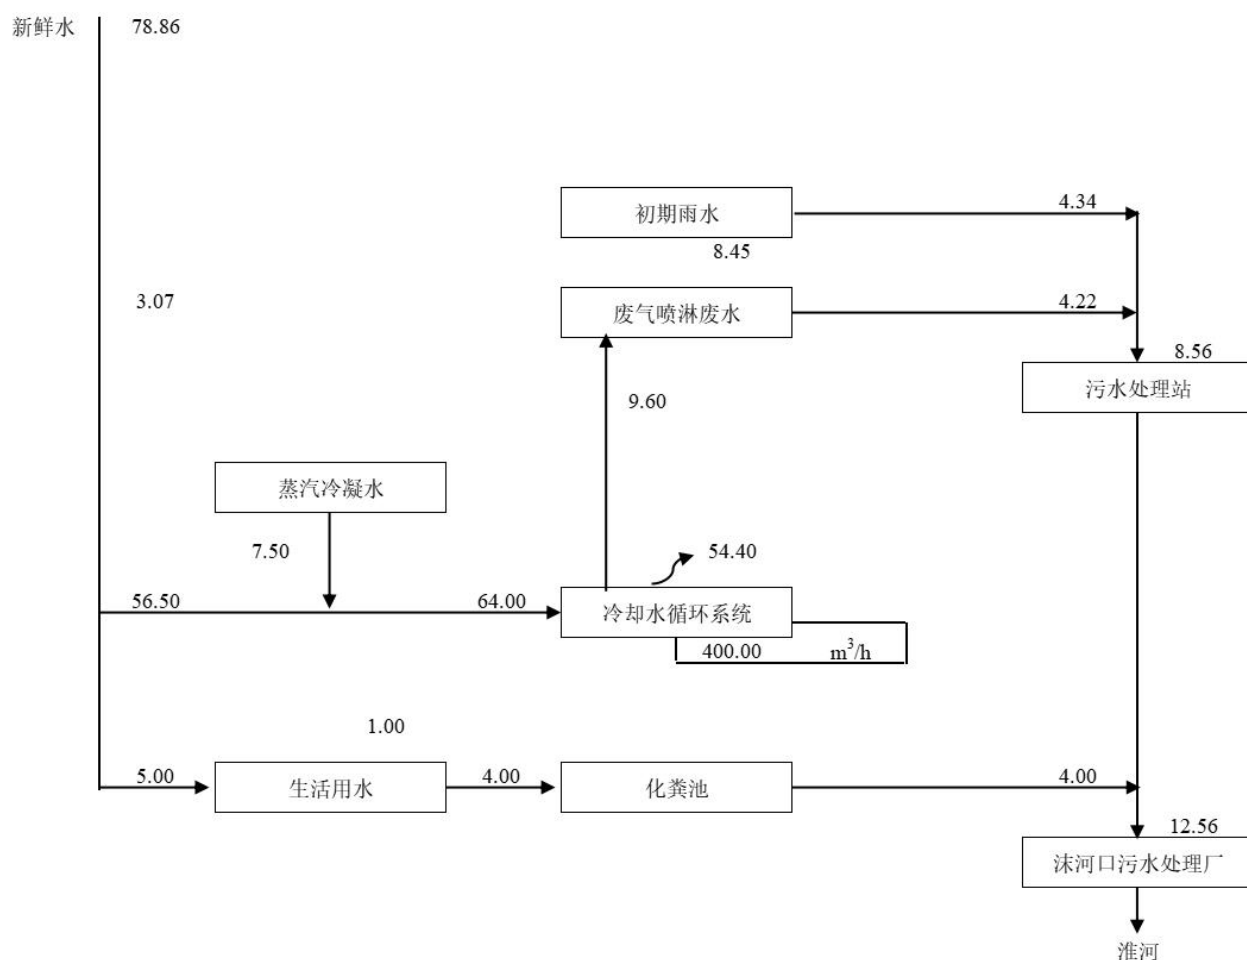 新鲜水 78.86
初期雨水 4.34
8.45
3.07
废气喷淋废水 4.22
8.56
污水处理站
9.60
蒸汽冷凝水
7.50
54.40
56.50 64.00
冷却水循环系统
400.00 m³/h
1.00
5.00 生活用水 4.00 化粪池 4.00
12.56
沫河口污水处理厂
淮河